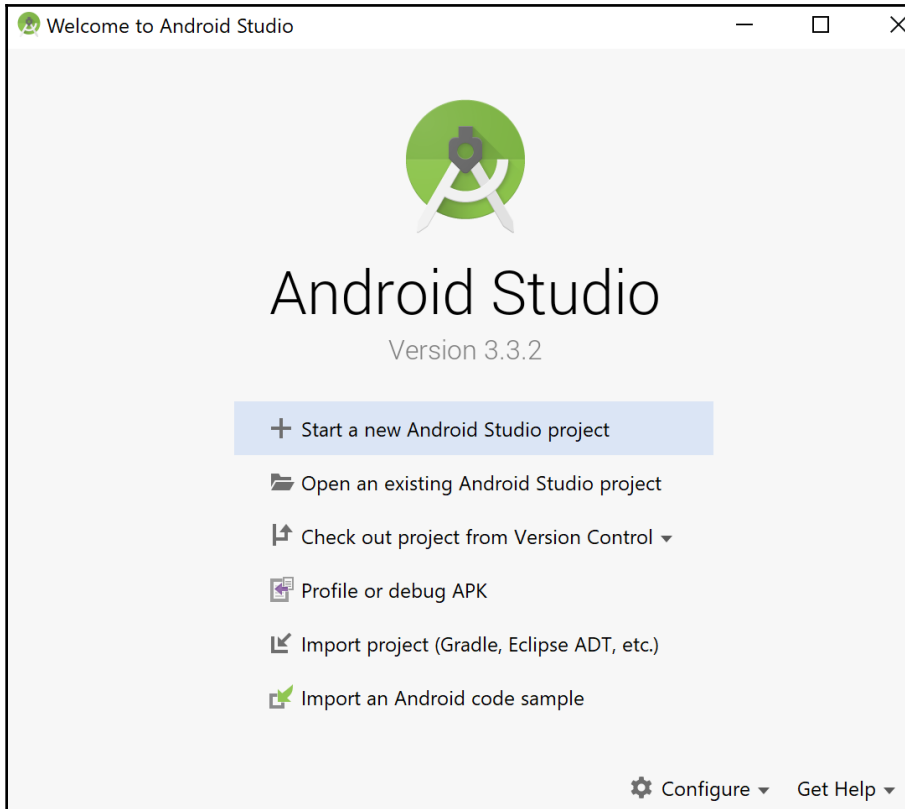 Welcome to Android Studio
Android Studio
Version 3.3.2
Start a new Android Studio project
Open an existing Android Studio project
Check out project from Version Control
Profile or debug APK
Import project (Gradle, Eclipse ADT, etc.)
Import an Android code sample
Configure Get Help